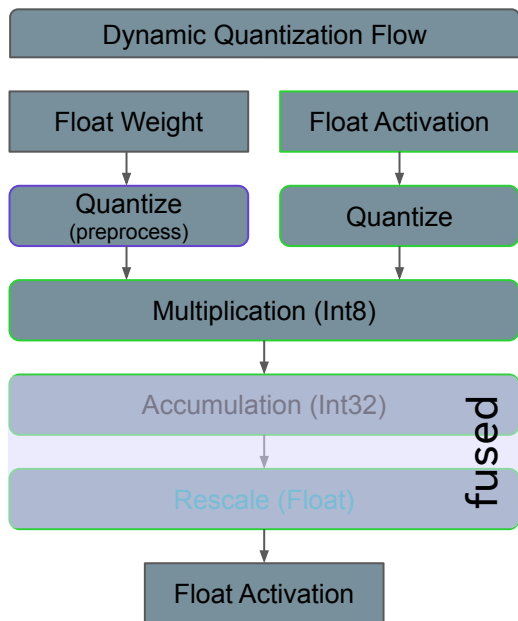 Dynamic Quantization Flow
Float Weight
Float Activation
Quantize
(preprocess)
Quantize
Multiplication (Int8)
Accumulation (Int32)
Rescale (Float)
fused
Float Activation